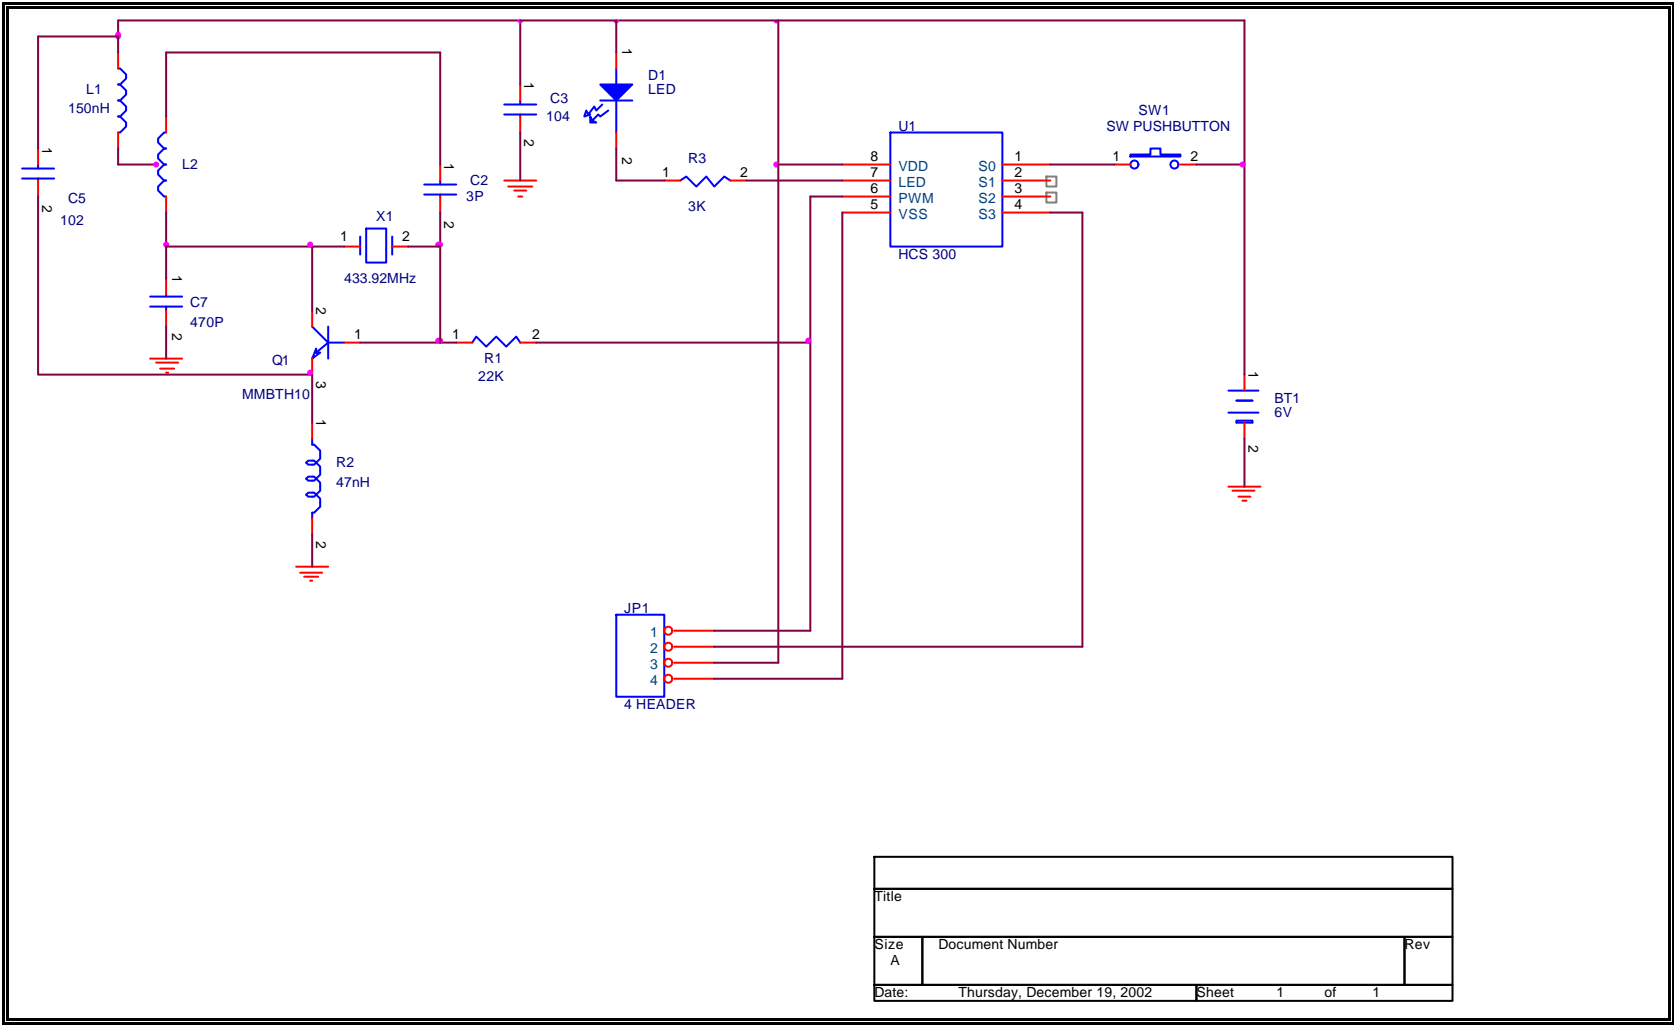 1
D1
LED
L1
150nH
1
C3
104
SW1
SW PUSHBUTTON
2
U1
1
2
R3
1
2
3K
L2
1
C2
3P
8 VDD S0 1
7 LED S1 2
6 PWM S2 3
5 VSS S3 4
HCS 300
1 2
C5
102
2
X1
1 2
433.92MHz
2
1
C7
470P
2
2
1
1 2
R1
22K
Q1
MMBTH10
3
1
BT1
6V
2
1
R2
47nH
2
JP1
1
2
3
4
4 HEADER
Title
Size
A
Document Number
Rev
Date: Thursday, December 19, 2002 Sheet 1 of 1